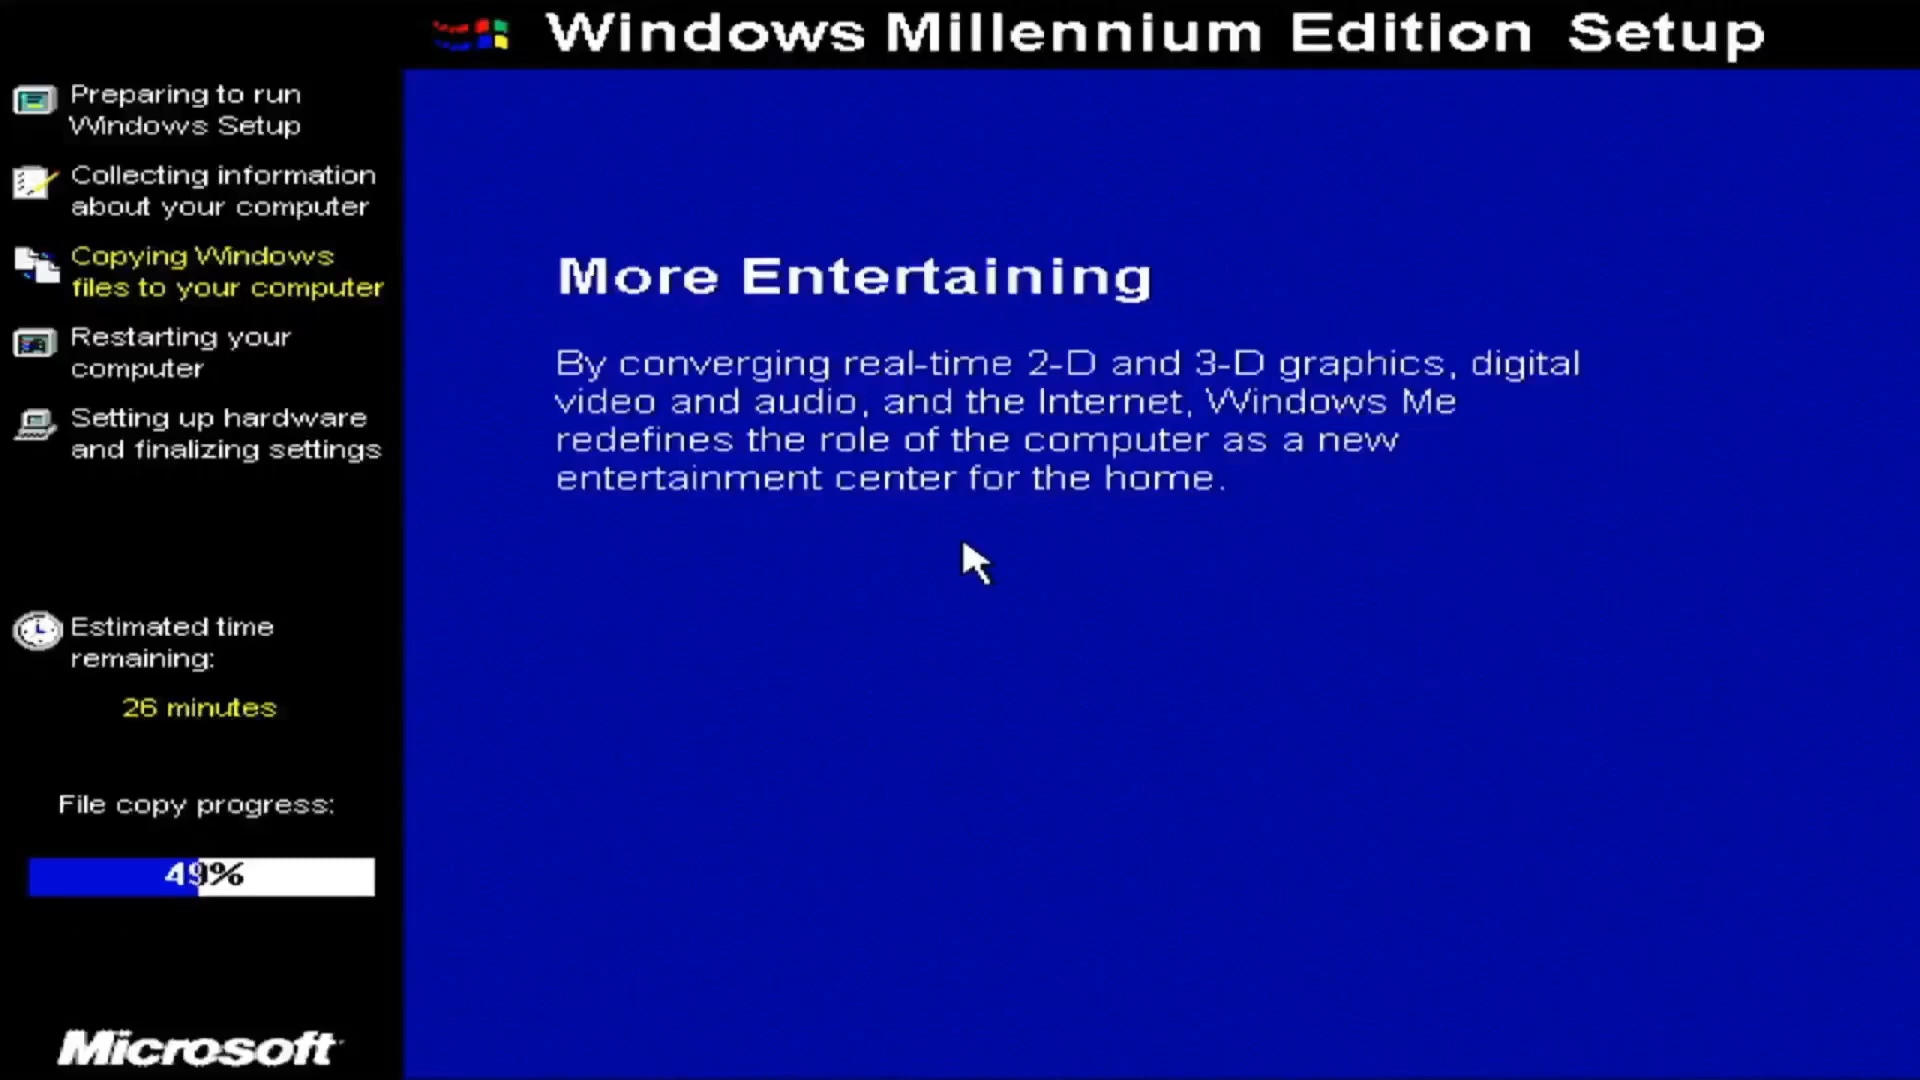 Windows Millennium Edition Setup
Preparing to run
Windows Setup
Collecting information
about your computer
Copying Windows
files to your computer
Restarting your
computer
Setting up hardware
and finalizing settings
Estimated time
remaining:
26 minutes
File copy progress:
49%
Microsoft
More Entertaining
By converging real-time 2-D and 3-D graphics, digital
video and audio, and the Internet, Windows Me
redefines the role of the computer as a new
entertainment center for the home.